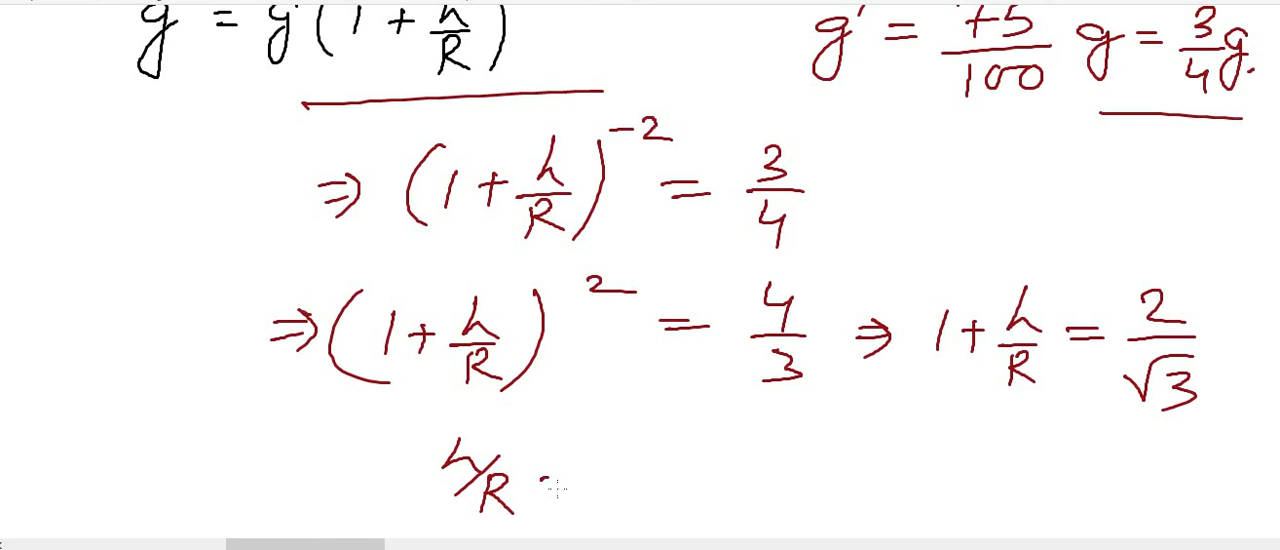 g = g(1 + h/R)
g' = 75/100 g = 3/4 g.
⇒ (1 + h/R)^-2 = 3/4
⇒ (1 + h/R)^2 = 4/3 ⇒ 1 + h/R = 2/√3
h/R